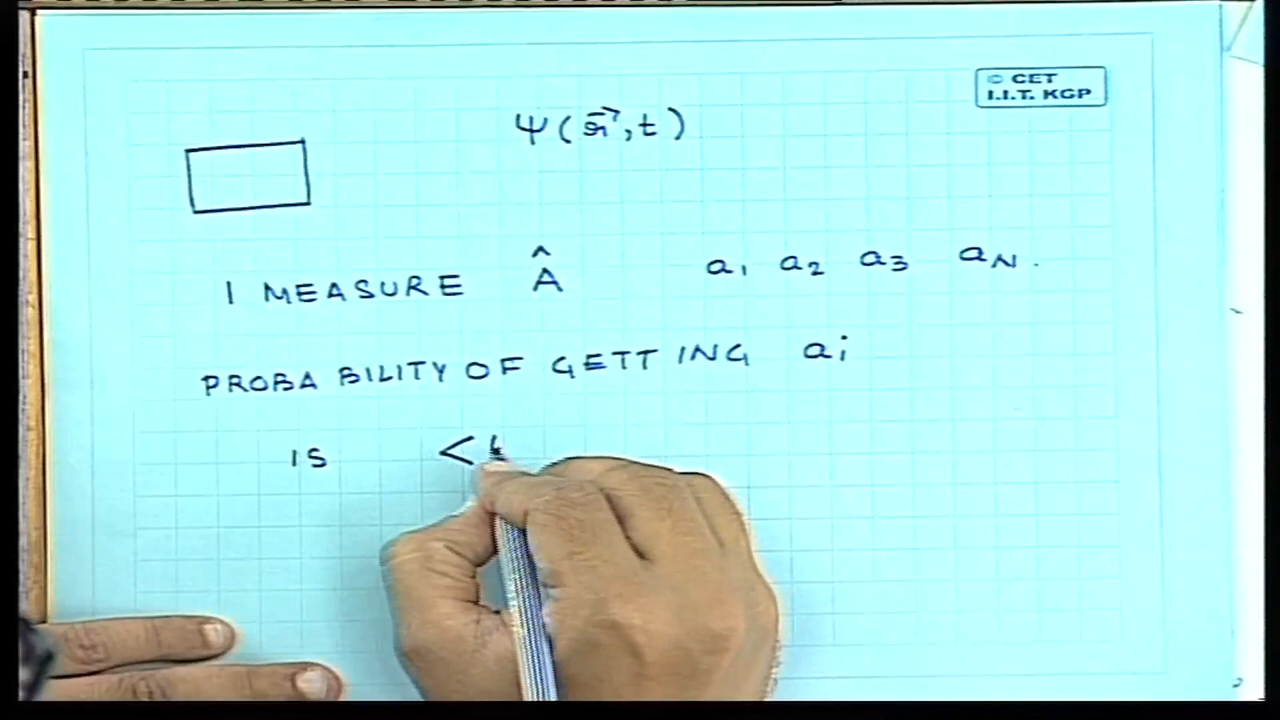 © CET
I.I.T. KGP
Ψ(r⃗,t)
I MEASURE Â a₁ a₂ a₃ a_N.
PROBABILITY OF GETTING aᵢ
IS <